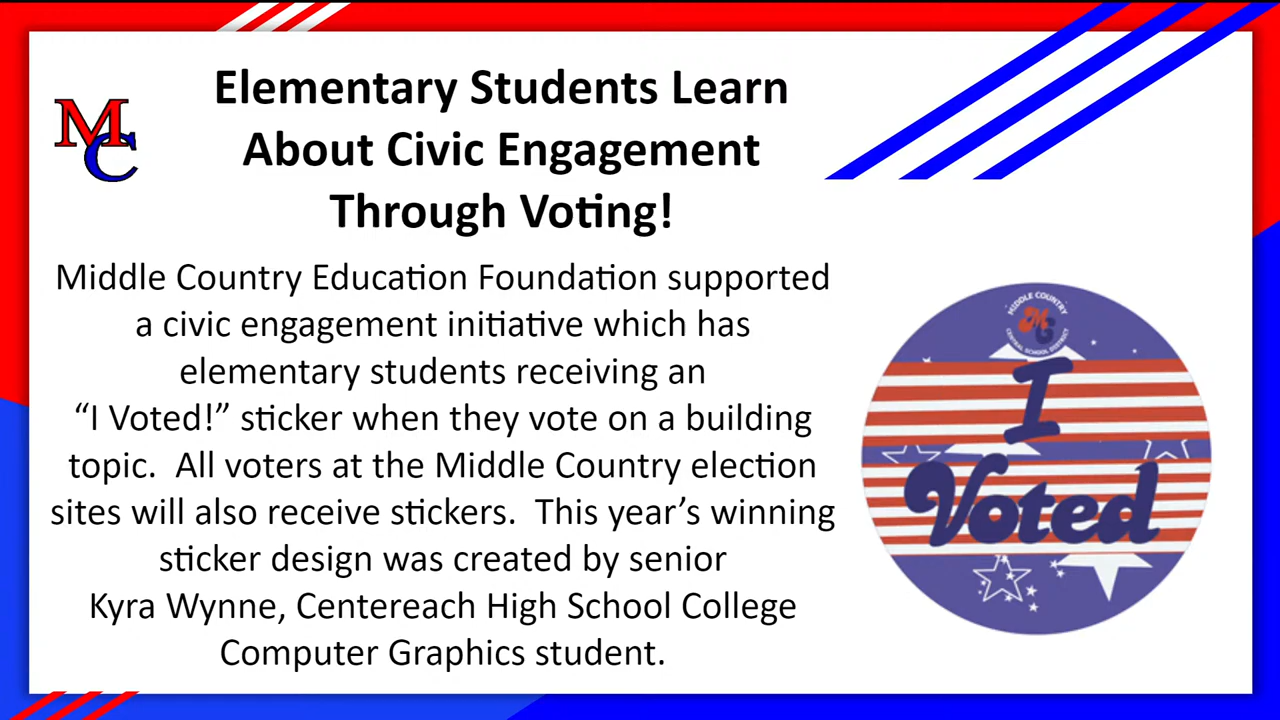 Elementary Students Learn
About Civic Engagement
Through Voting!
MC
Middle Country Education Foundation supported
a civic engagement initiative which has
elementary students receiving an
“I Voted!” sticker when they vote on a building
topic.  All voters at the Middle Country election
sites will also receive stickers.  This year’s winning
sticker design was created by senior
Kyra Wynne, Centereach High School College
Computer Graphics student.
MIDDLE COUNTRY
MC
CENTRAL SCHOOL DISTRICT
I
Voted